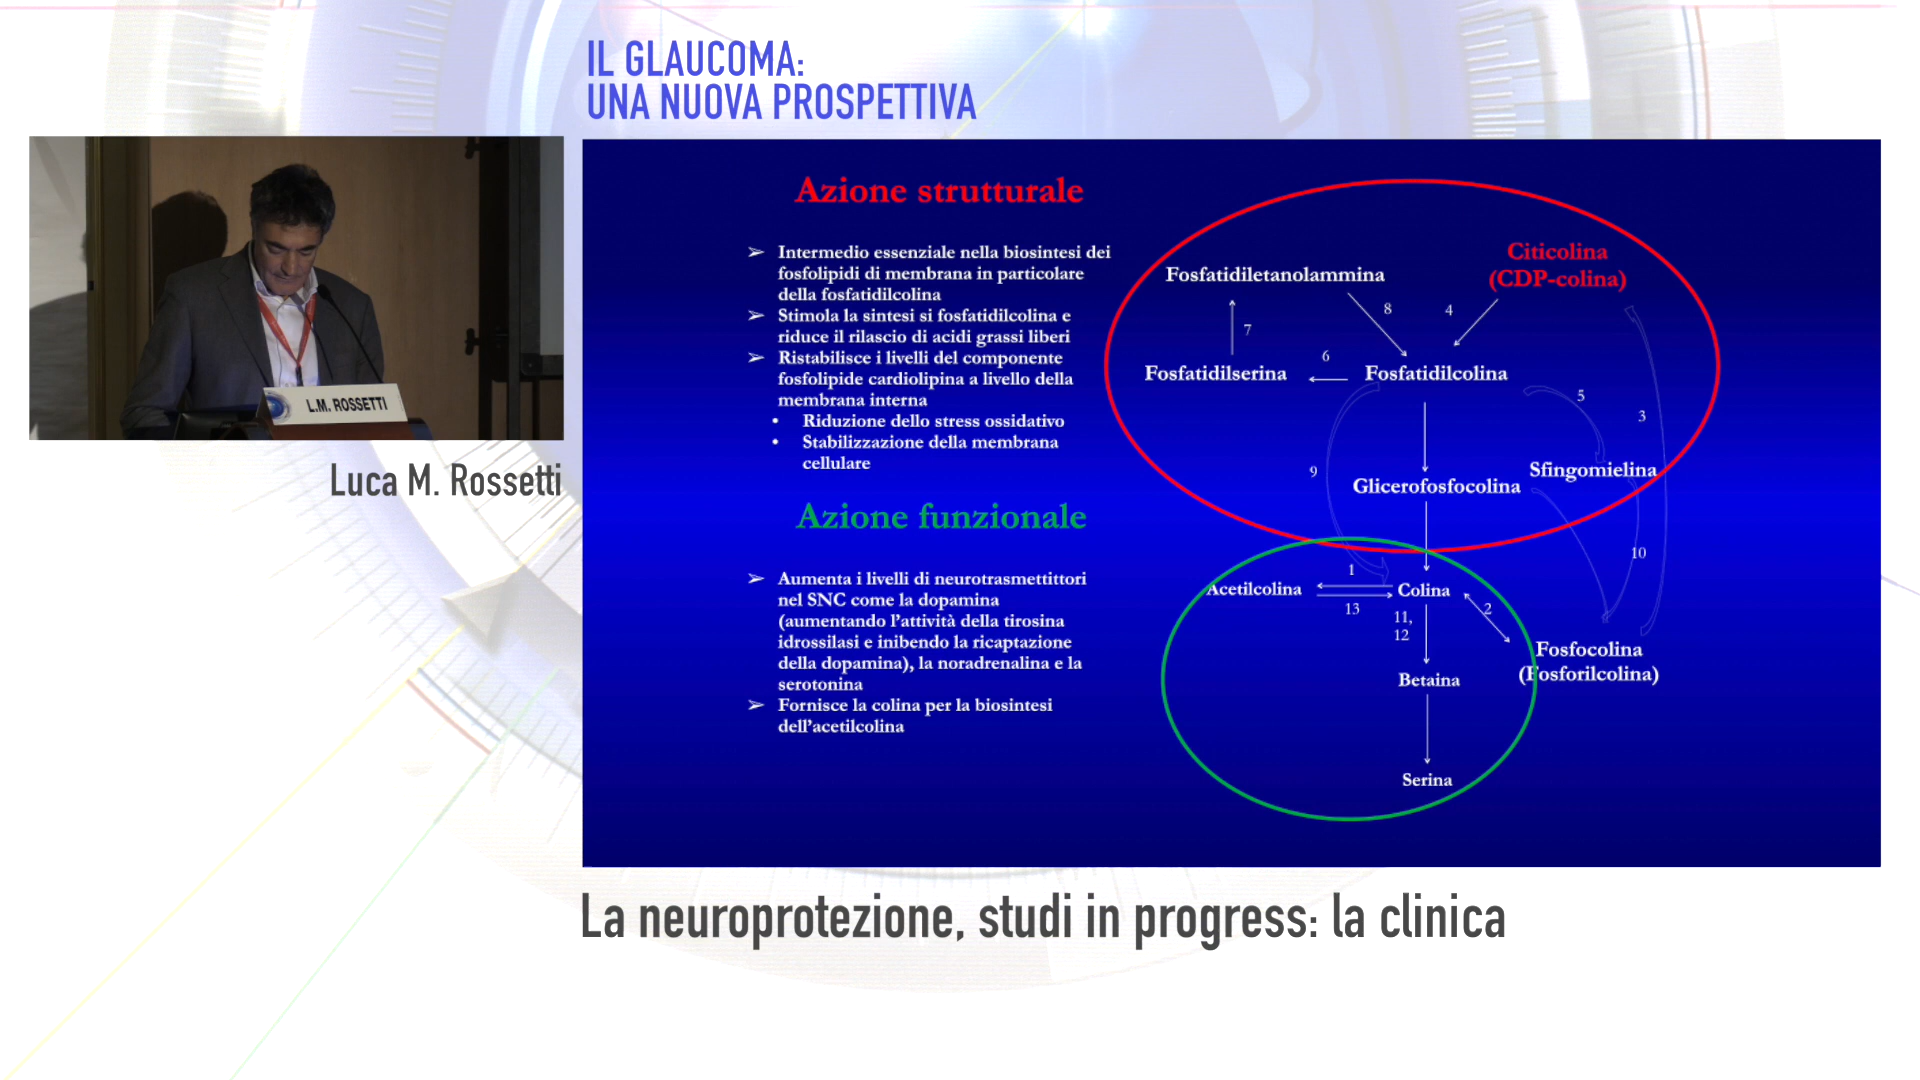 IL GLAUCOMA:
UNA NUOVA PROSPETTIVA
L.M. ROSSETTI
Luca M. Rossetti
Azione strutturale
➢ Intermedio essenziale nella biosintesi dei
fosfolipidi di membrana in particolare
della fosfatidilcolina
➢ Stimola la sintesi si fosfatidilcolina e
riduce il rilascio di acidi grassi liberi
➢ Ristabilisce i livelli del componente
fosfolipide cardiolipina a livello della
membrana interna
• Riduzione dello stress ossidativo
• Stabilizzazione della membrana
cellulare
Azione funzionale
➢ Aumenta i livelli di neurotrasmettittori
nel SNC come la dopamina
(aumentando l'attività della tirosina
idrossilasi e inibendo la ricaptazione
della dopamina), la noradrenalina e la
serotonina
➢ Fornisce la colina per la biosintesi
dell'acetilcolina
Citicolina
(CDP-colina)
Fosfatidiletanolammina
8
4
7
6
Fosfatidilserina
Fosfatidilcolina
5
3
9
Sfingomielina
Glicerofosfocolina
10
1
Acetilcolina
Colina
13
2
11,
12
Fosfocolina
(Fosforilcolina)
Betaina
Serina
La neuroprotezione, studi in progress: la clinica